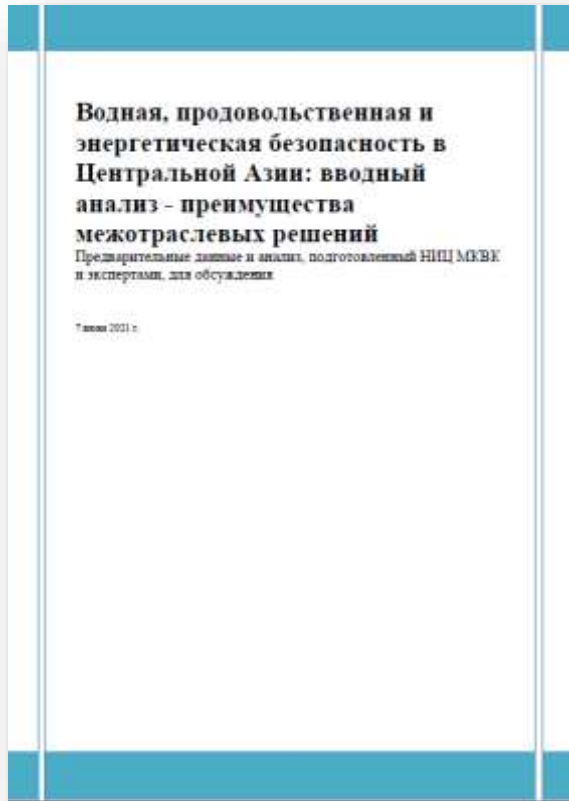 Водная, продовольственная и
энергетическая безопасность в
Центральной Азии: вводный
анализ - преимущества
межотраслевых решений
Предварительные данные и анализ, подготовленный НИЦ МКВК
и экспертами, для обсуждения
7 2021 г.